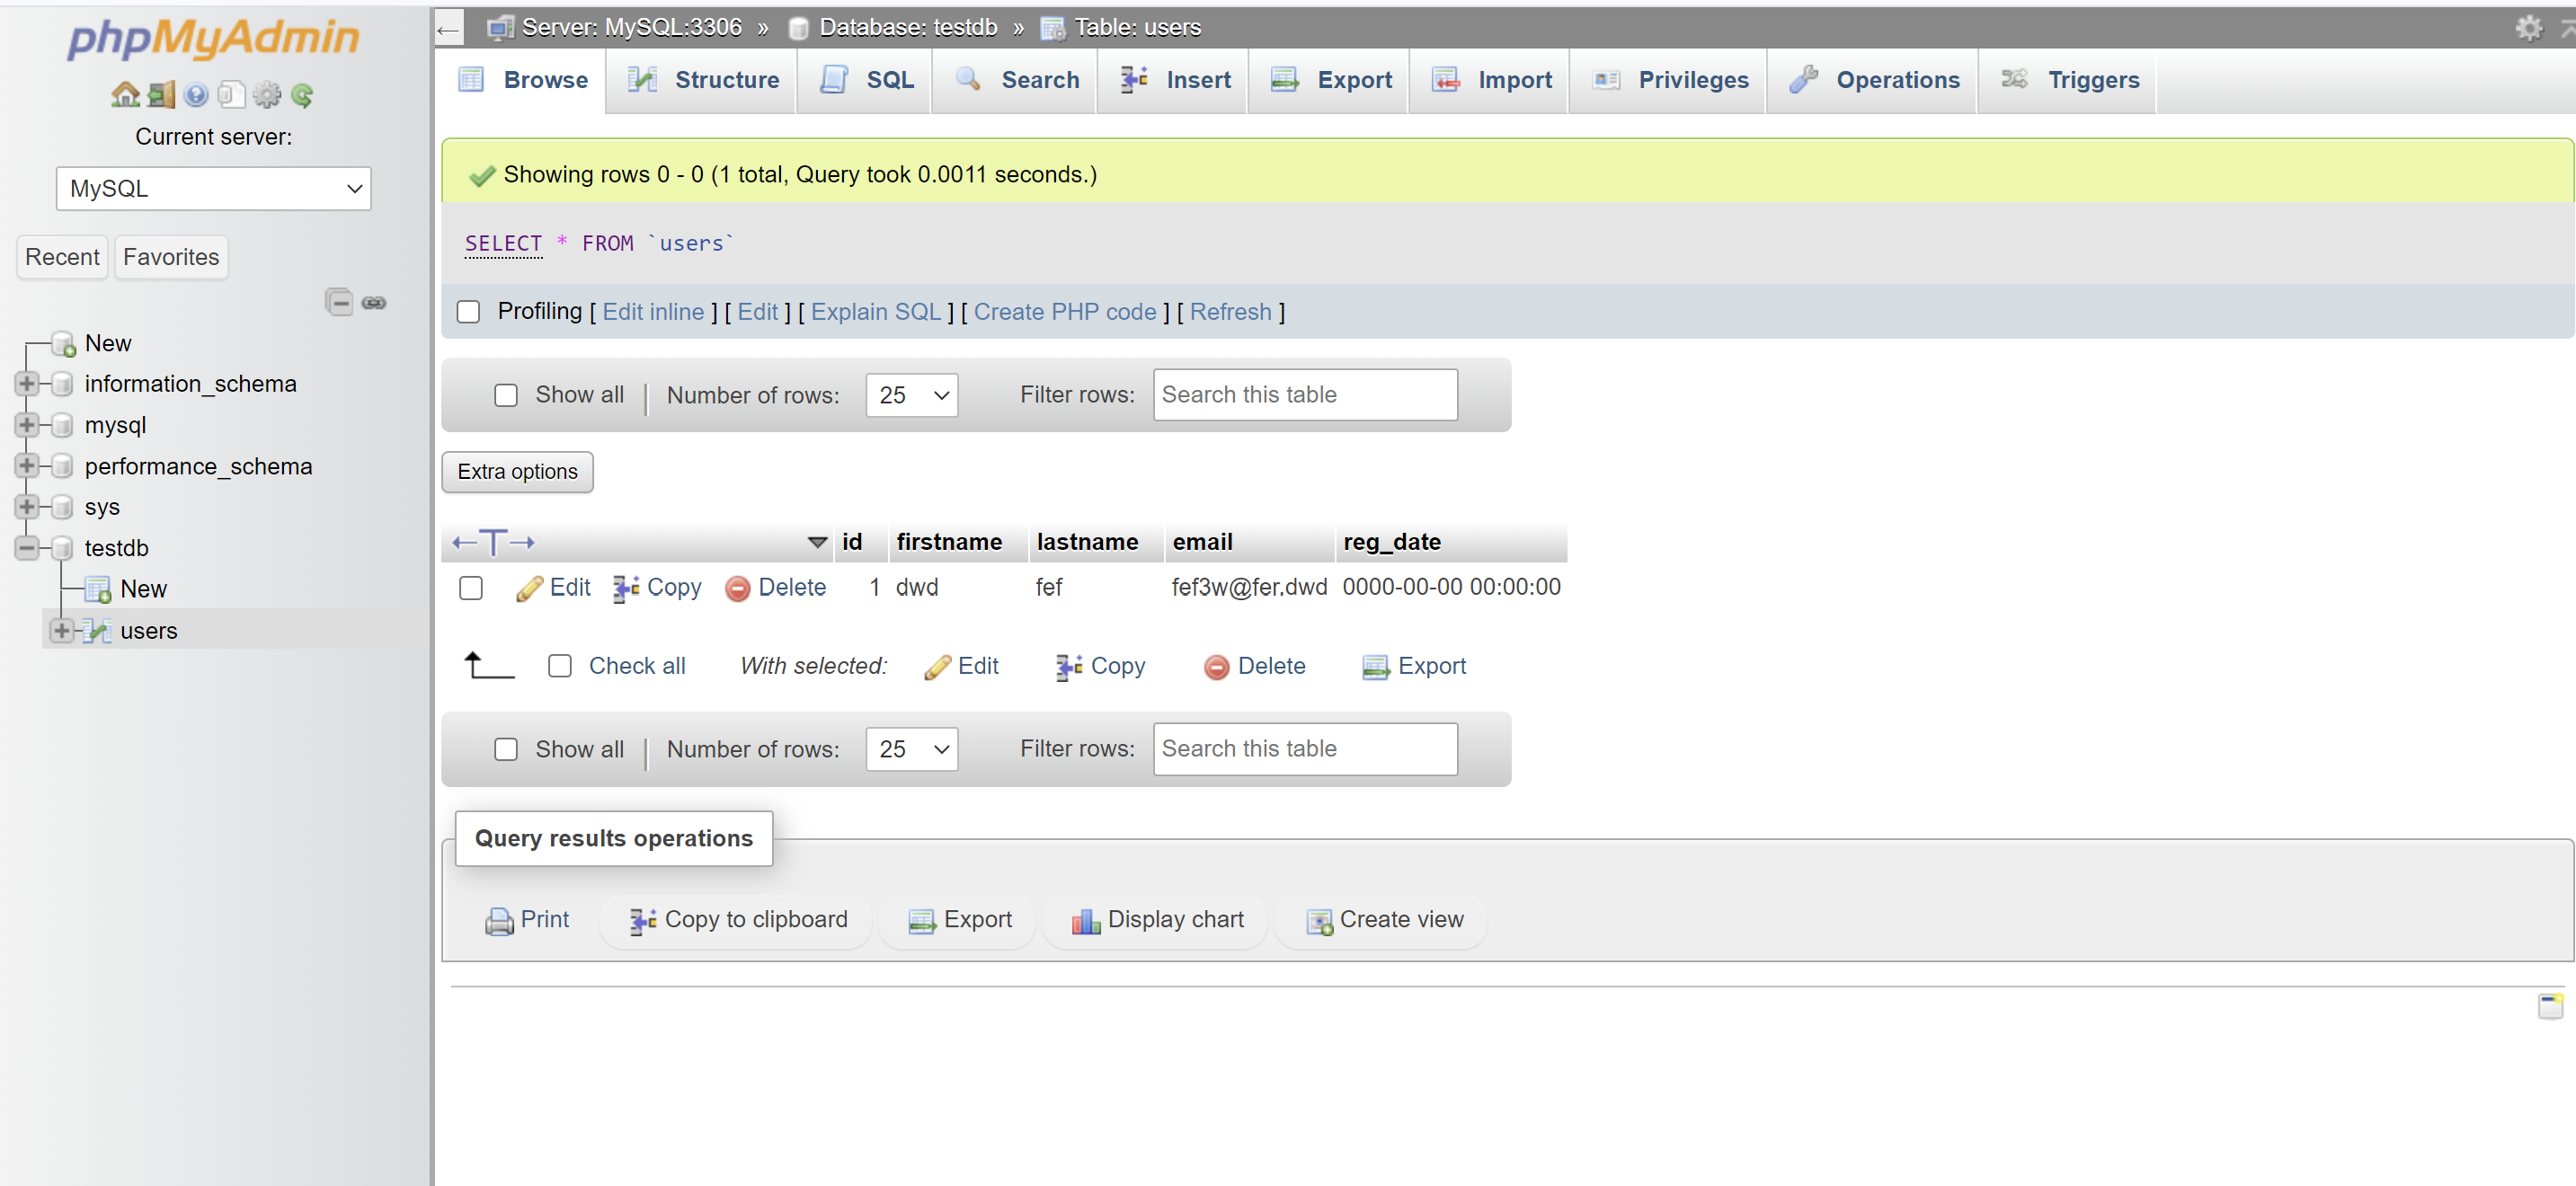 phpMyAdmin
Current server:
MySQL
Recent Favorites
New
information_schema
mysql
performance_schema
sys
testdb
New
users
← Server: MySQL:3306 » Database: testdb » Table: users
Browse Structure SQL Search Insert Export Import Privileges Operations Triggers
Showing rows 0 - 0 (1 total, Query took 0.0011 seconds.)
SELECT * FROM `users`
Profiling [ Edit inline ] [ Edit ] [ Explain SQL ] [ Create PHP code ] [ Refresh ]
Show all | Number of rows: 25 Filter rows: Search this table
Extra options
←T→ id firstname lastname email reg_date
Edit Copy Delete 1 dwd fef fef3w@fer.dwd 0000-00-00 00:00:00
Check all With selected: Edit Copy Delete Export
Show all | Number of rows: 25 Filter rows: Search this table
Query results operations
Print Copy to clipboard Export Display chart Create view